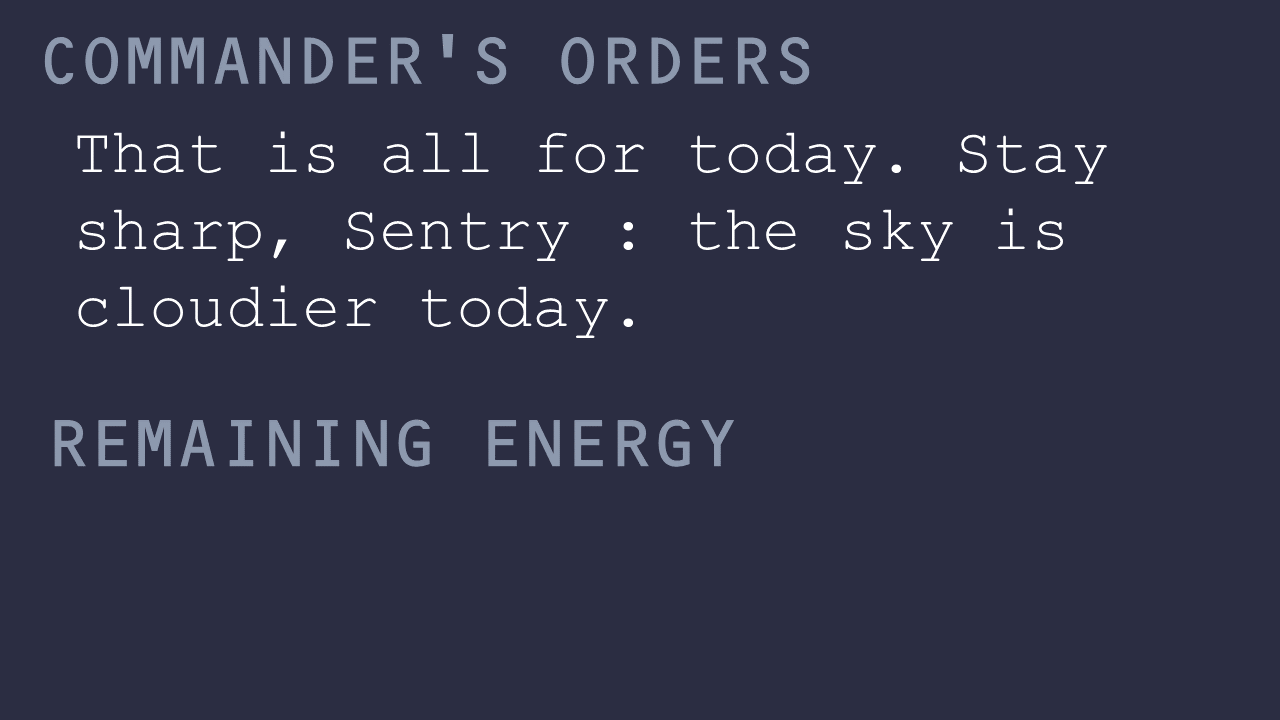 COMMANDER'S ORDERS
That is all for today. Stay
sharp, Sentry : the sky is
cloudier today.
REMAINING ENERGY